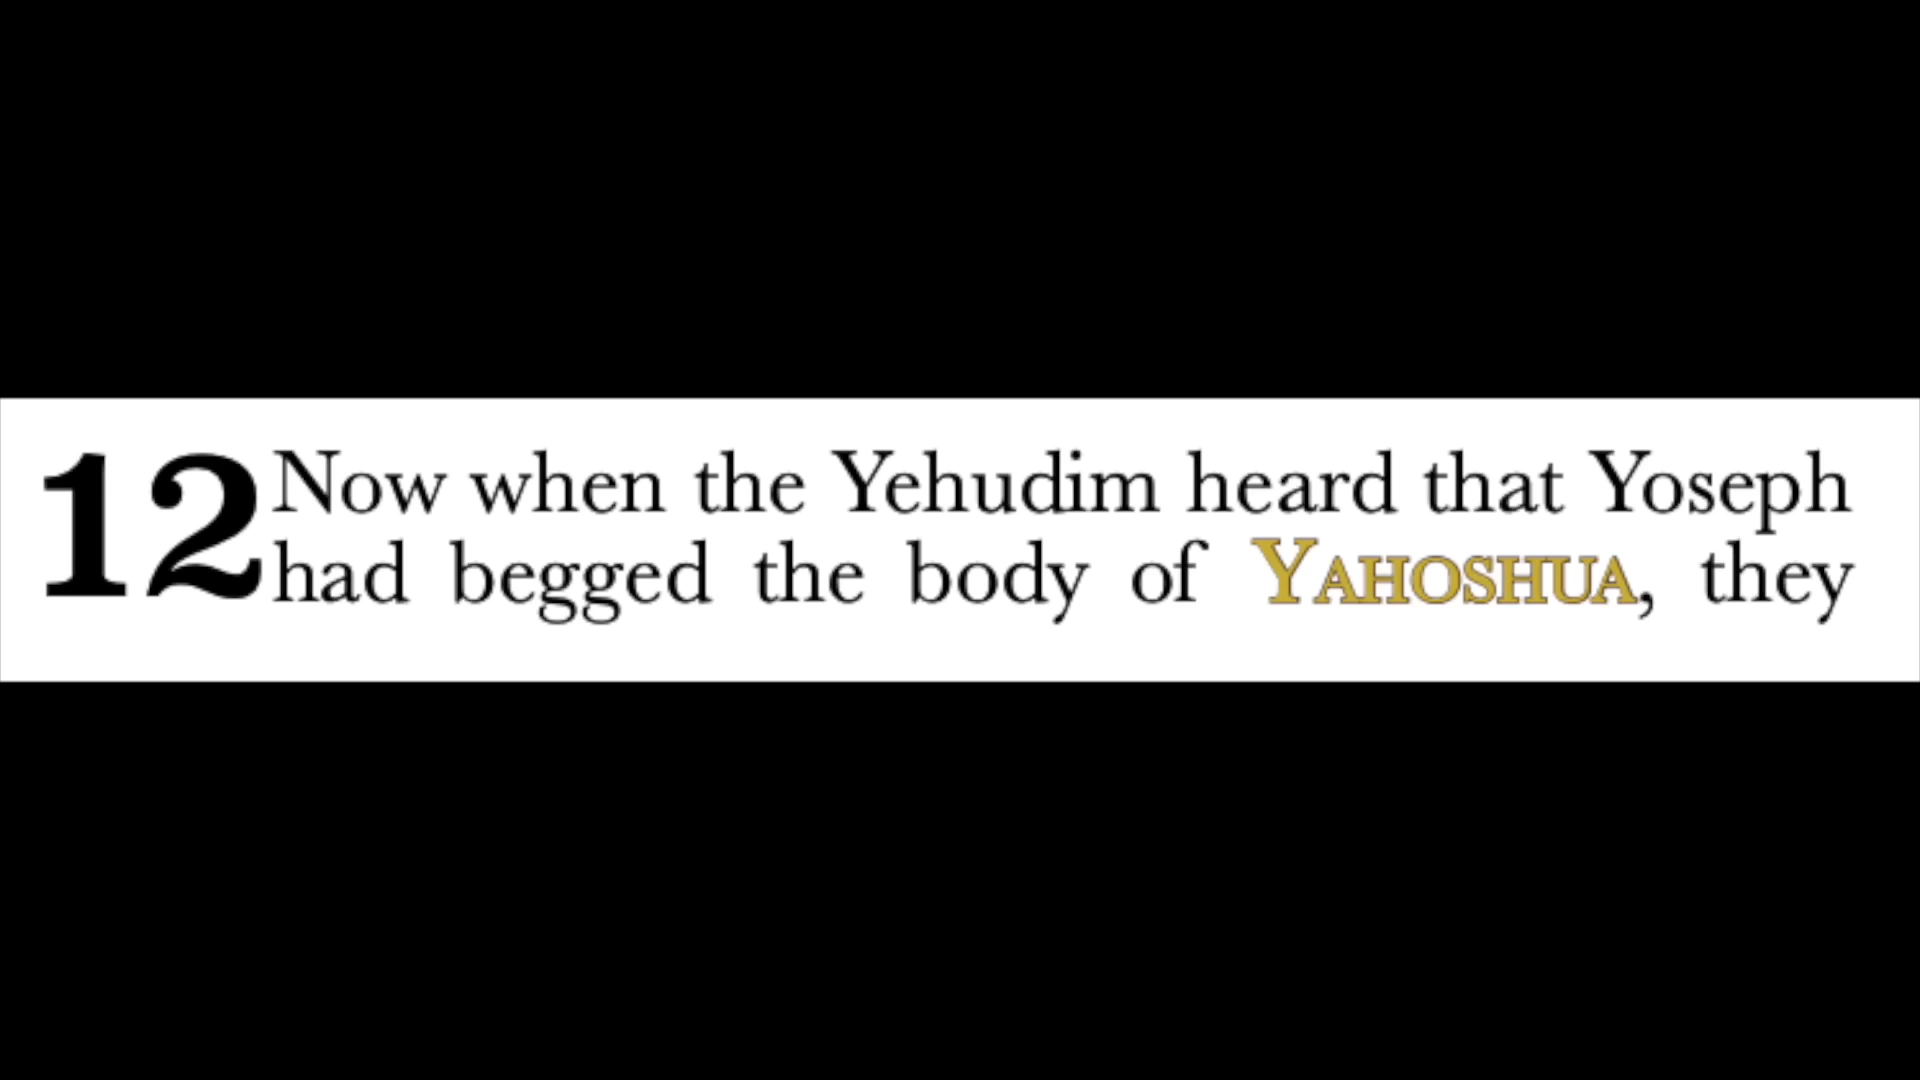 12 Now when the Yehudim heard that Yoseph
had begged the body of YAHOSHUA, they